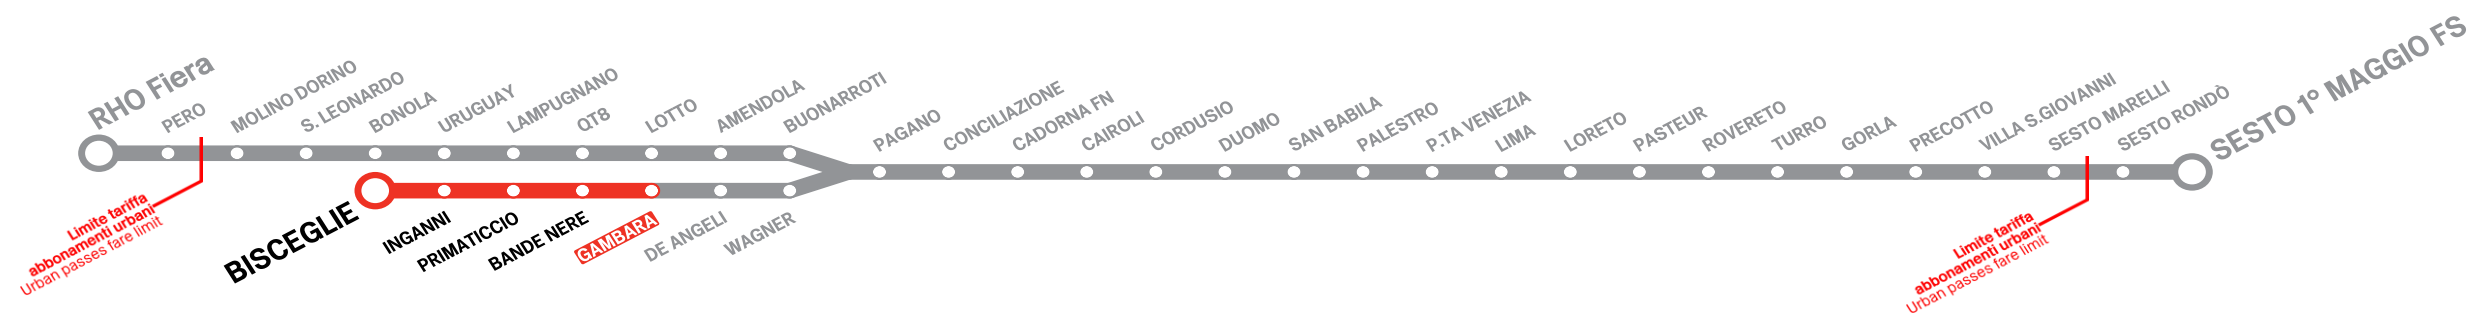 RHO Fiera
PERO
MOLINO DORINO
S. LEONARDO
BONOLA
URUGUAY
LAMPUGNANO
QT8
LOTTO
AMENDOLA
BUONARROTI
PAGANO
CONCILIAZIONE
CADORNA FN
CAIROLI
CORDUSIO
DUOMO
SAN BABILA
PALESTRO
P.TA VENEZIA
LIMA
LORETO
PASTEUR
ROVERETO
TURRO
GORLA
PRECOTTO
VILLA S.GIOVANNI
SESTO MARELLI
SESTO RONDÒ
SESTO 1° MAGGIO FS
Limite tariffa
abbonamenti urbani
Urban passes fare limit
BISCEGLIE
INGANNI
PRIMATICCIO
BANDE NERE
GAMBARA
DE ANGELI
WAGNER
Limite tariffa
abbonamenti urbani
Urban passes fare limit